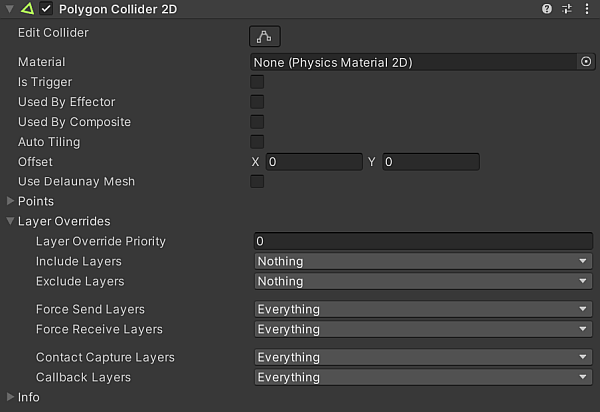 Polygon Collider 2D
Edit Collider
Material None (Physics Material 2D)
Is Trigger
Used By Effector
Used By Composite
Auto Tiling
Offset X 0 Y 0
Use Delaunay Mesh
Points
Layer Overrides
Layer Override Priority 0
Include Layers Nothing
Exclude Layers Nothing
Force Send Layers Everything
Force Receive Layers Everything
Contact Capture Layers Everything
Callback Layers Everything
Info